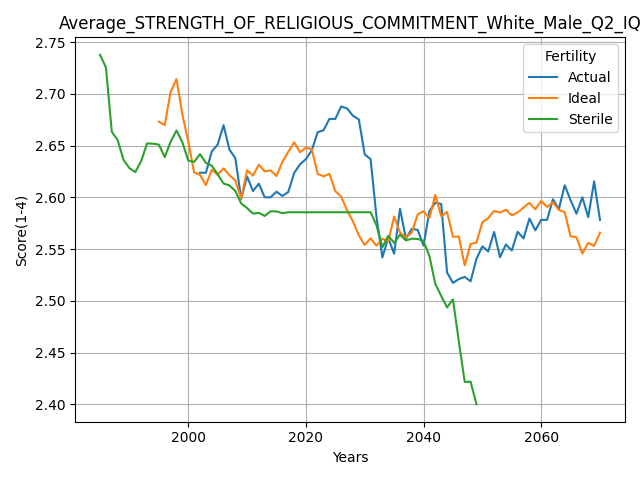 Average_STRENGTH_OF_RELIGIOUS_COMMITMENT_White_Male_Q2_IQ
Fertility
Actual
Ideal
Sterile
Score(1-4)
2.75
2.70
2.65
2.60
2.55
2.50
2.45
2.40
2000 2020 2040 2060
Years